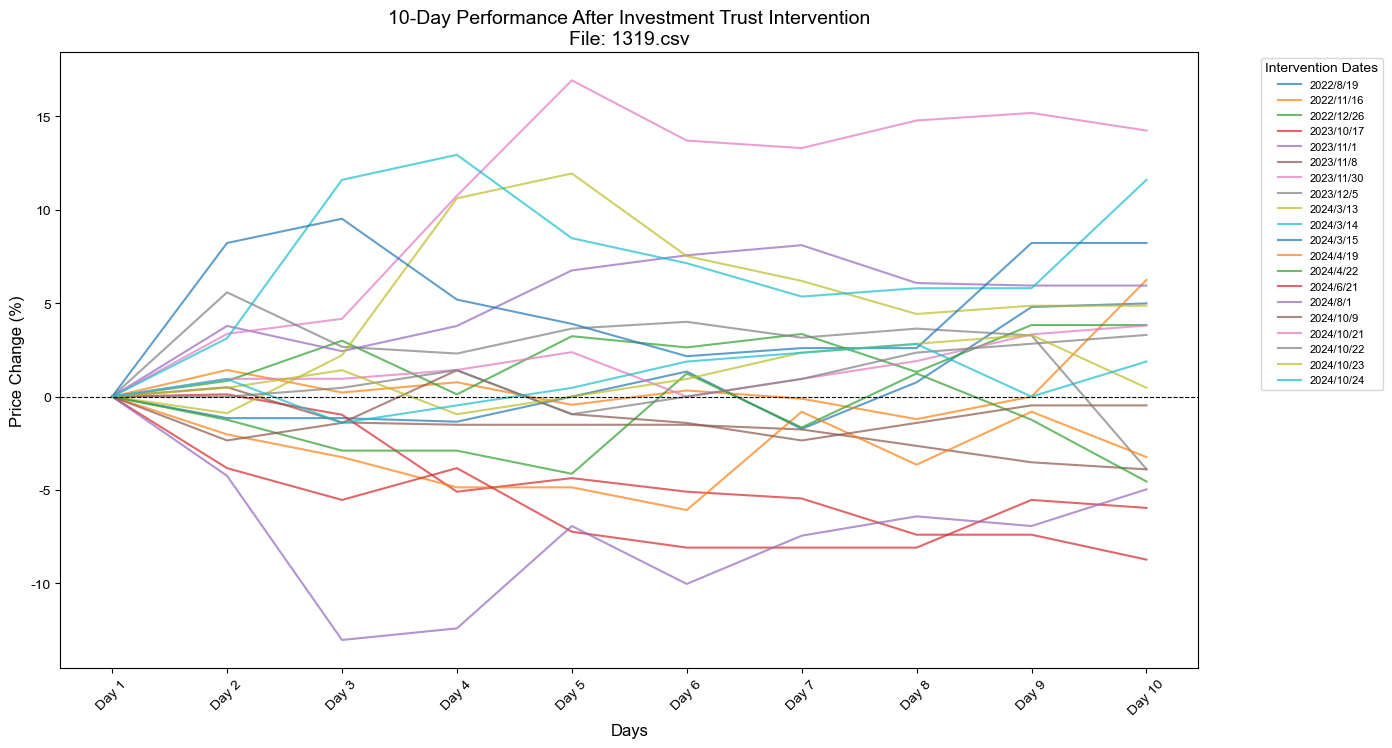 10-Day Performance After Investment Trust Intervention
File: 1319.csv
Price Change (%)
15
10
5
0
-5
-10
Day 1
Day 2
Day 3
Day 4
Day 5
Day 6
Day 7
Day 8
Day 9
Day 10
Days
Intervention Dates
2022/8/19
2022/11/16
2022/12/26
2023/10/17
2023/11/1
2023/11/8
2023/11/30
2023/12/5
2024/3/13
2024/3/14
2024/3/15
2024/4/19
2024/4/22
2024/6/21
2024/8/1
2024/10/9
2024/10/21
2024/10/22
2024/10/23
2024/10/24